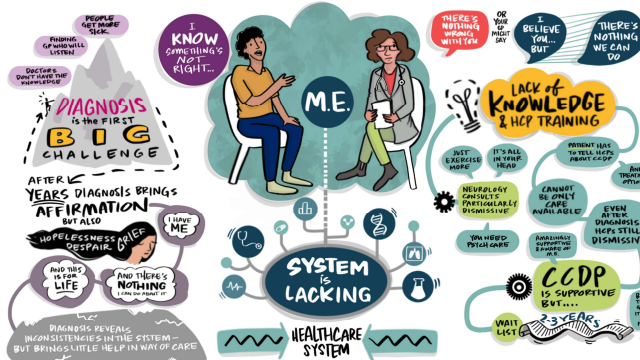 PEOPLE
GET MORE
SICK
FINDING
GP WHO WILL
LISTEN
DOCTORS
DON'T HAVE THE
KNOWLEDGE
DIAGNOSIS
is the FIRST
BIG
CHALLENGE
AFTER
YEARS DIAGNOSIS BRINGS
AFFIRMATION
BUT ALSO
HOPELESSNESS
DESPAIR
GRIEF
I HAVE
ME
AND THIS
IS FOR
LIFE
AND THERE'S
NOTHING
I CAN DO ABOUT IT
DIAGNOSIS REVEALS
INCONSISTENCIES IN THE SYSTEM –
BUT BRINGS LITTLE HELP IN WAY OF CARE
I
KNOW
SOMETHING'S
NOT
RIGHT...
M.E.
SYSTEM
is
LACKING
HEALTHCARE
SYSTEM
THERE'S
NOTHING
WRONG
WITH YOU
OR
YOUR
GP
MIGHT
SAY
I
BELIEVE
YOU...
BUT
THERE'S
NOTHING
WE CAN
DO
LACK OF
KNOWLEDGE
& HCP TRAINING
JUST
EXERCISE
MORE
IT'S ALL
IN YOUR
HEAD
PATIENT HAS
TO TELL HCPS
ABOUT CCDP
NEUROLOGY
CONSULTS
PARTICULARLY
DISMISSIVE
CANNOT
BE ONLY
CARE
AVAILABLE
EVEN
AFTER
DIAGNOSIS
HCPS STILL
DISMISSIVE
YOU NEED
PSYCH CARE
AMAZINGLY
SUPPORTIVE
& AWARE OF
M.E.
CCDP
IS SUPPORTIVE
BUT....
WAIT
LIST
2-3 YEARS